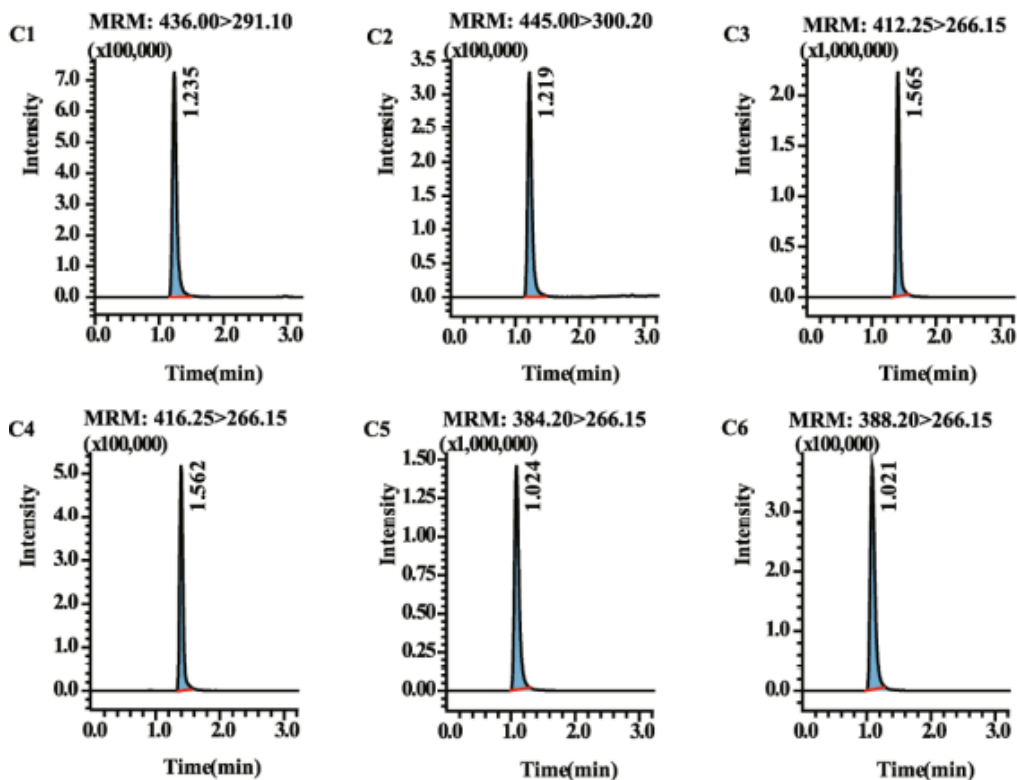 C1
MRM: 436.00>291.10
(x100,000)
Intensity
7.0
6.0
5.0
4.0
3.0
2.0
1.0
0.0
1.235
0.0 1.0 2.0 3.0
Time(min)
C2
MRM: 445.00>300.20
(x100,000)
Intensity
3.5
3.0
2.5
2.0
1.5
1.0
0.5
0.0
1.219
0.0 1.0 2.0 3.0
Time(min)
C3
MRM: 412.25>266.15
(x1,000,000)
Intensity
2.0
1.5
1.0
0.5
0.0
1.565
0.0 1.0 2.0 3.0
Time(min)
C4
MRM: 416.25>266.15
(x100,000)
Intensity
5.0
4.0
3.0
2.0
1.0
0.0
1.562
0.0 1.0 2.0 3.0
Time(min)
C5
MRM: 384.20>266.15
(x1,000,000)
Intensity
1.50
1.25
1.00
0.75
0.50
0.25
0.00
1.024
0.0 1.0 2.0 3.0
Time(min)
C6
MRM: 388.20>266.15
(x100,000)
Intensity
3.0
2.0
1.0
0.0
1.021
0.0 1.0 2.0 3.0
Time(min)